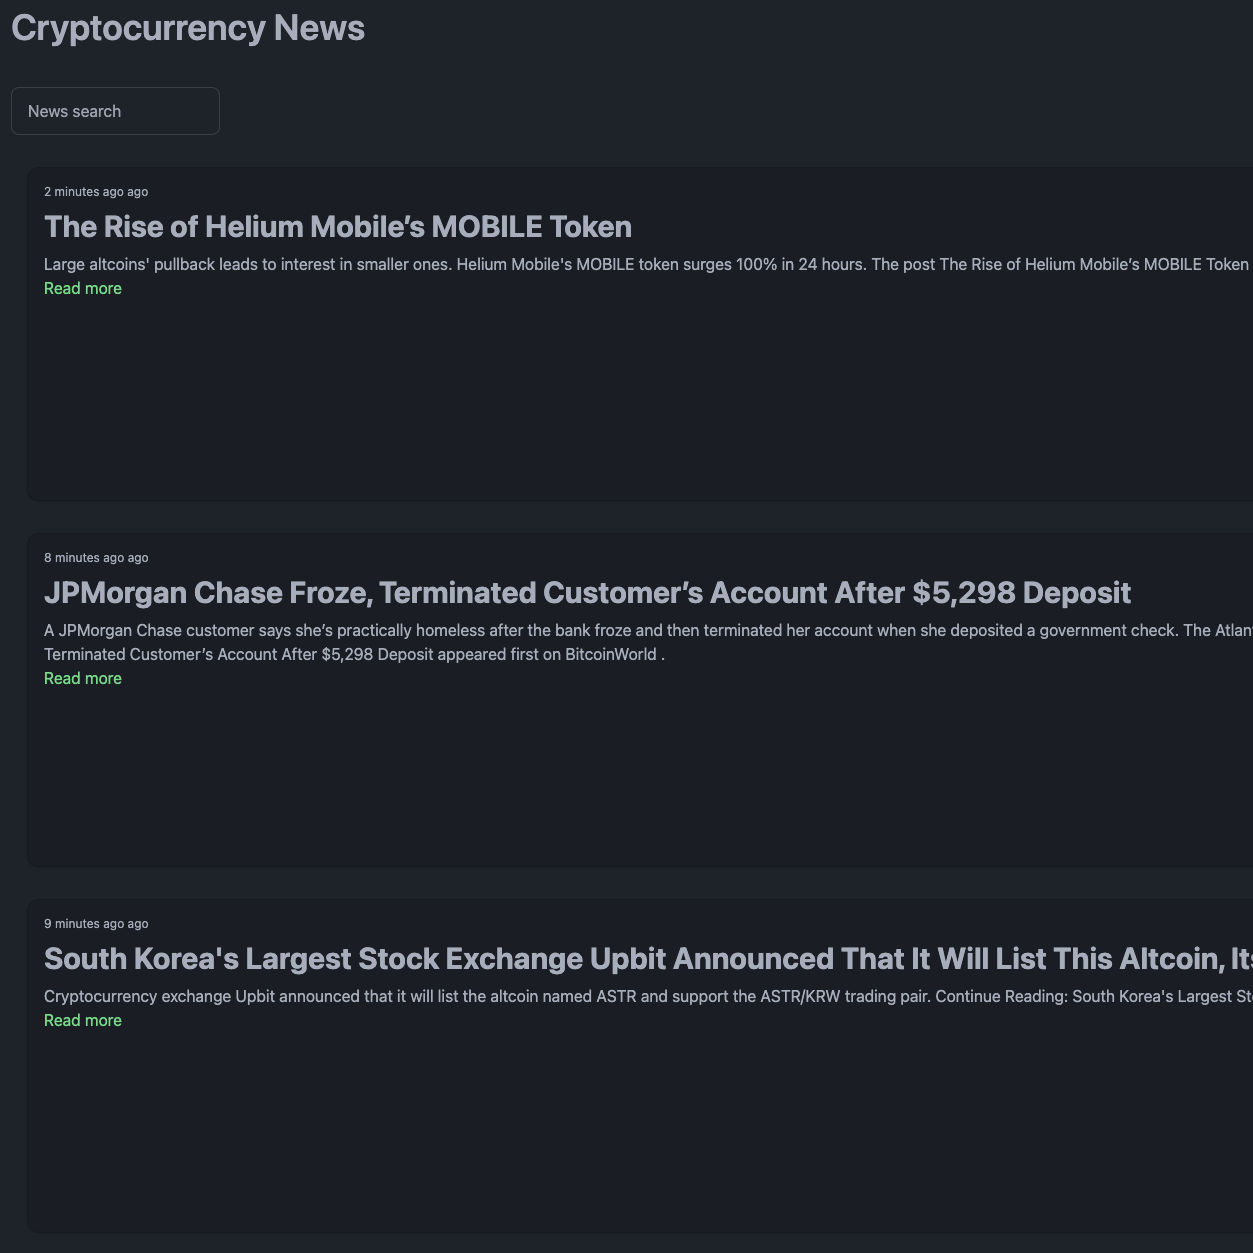 Cryptocurrency News
News search
2 minutes ago ago
The Rise of Helium Mobile’s MOBILE Token
Large altcoins' pullback leads to interest in smaller ones. Helium Mobile's MOBILE token surges 100% in 24 hours. The post The Rise of Helium Mobile’s MOBILE Token
Read more
8 minutes ago ago
JPMorgan Chase Froze, Terminated Customer’s Account After $5,298 Deposit
A JPMorgan Chase customer says she’s practically homeless after the bank froze and then terminated her account when she deposited a government check. The
Terminated Customer’s Account After $5,298 Deposit appeared first on BitcoinWorld .
Read more
9 minutes ago ago
South Korea's Largest Stock Exchange Upbit Announced That It Will List This Altcoin,
Cryptocurrency exchange Upbit announced that it will list the altcoin named ASTR and support the ASTR/KRW trading pair. Continue Reading: South Korea's Largest
Read more